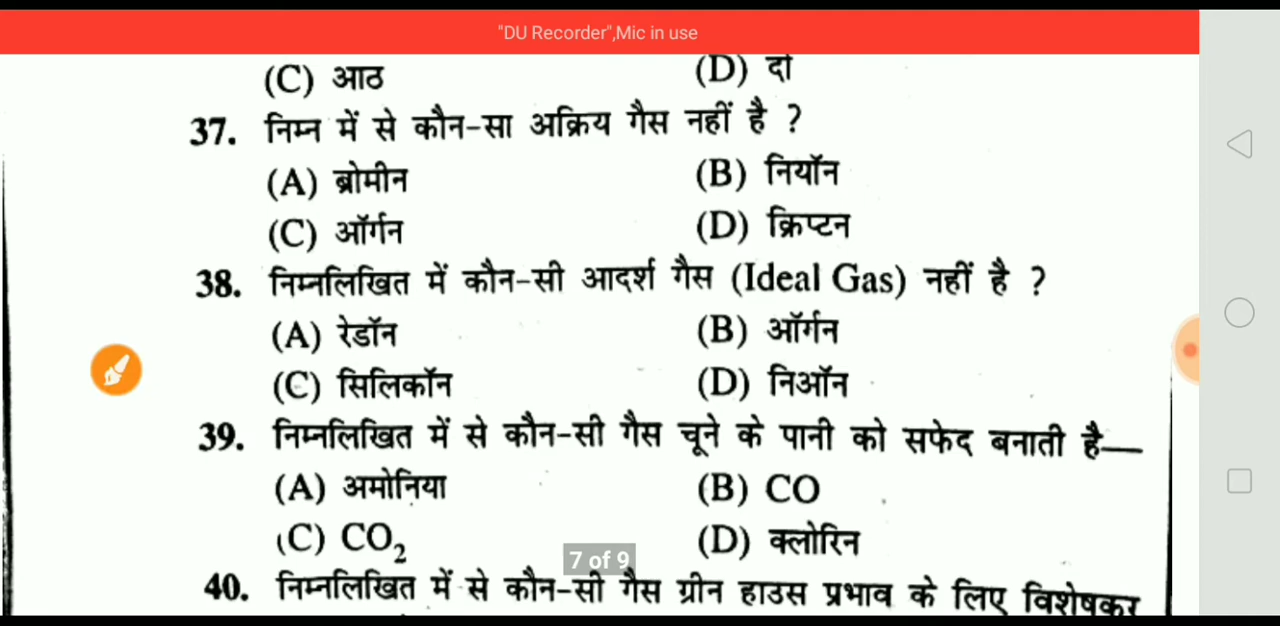 "DU Recorder",Mic in use
(C) आठ (D) दो
37. निम्न में से कौन-सा अक्रिय गैस नहीं है ?
(A) ब्रोमीन (B) नियॉन
(C) ऑर्गन (D) क्रिप्टन
38. निम्नलिखित में कौन-सी आदर्श गैस (Ideal Gas) नहीं है ?
(A) रेडॉन (B) ऑर्गन
(C) सिलिकॉन (D) निऑन
39. निम्नलिखित में से कौन-सी गैस चूने के पानी को सफेद बनाती है—
(A) अमोनिया (B) CO
(C) CO₂ (D) क्लोरिन
7 of 9
40. निम्नलिखित में से कौन-सी गैस ग्रीन हाउस प्रभाव के लिए विशेषकर